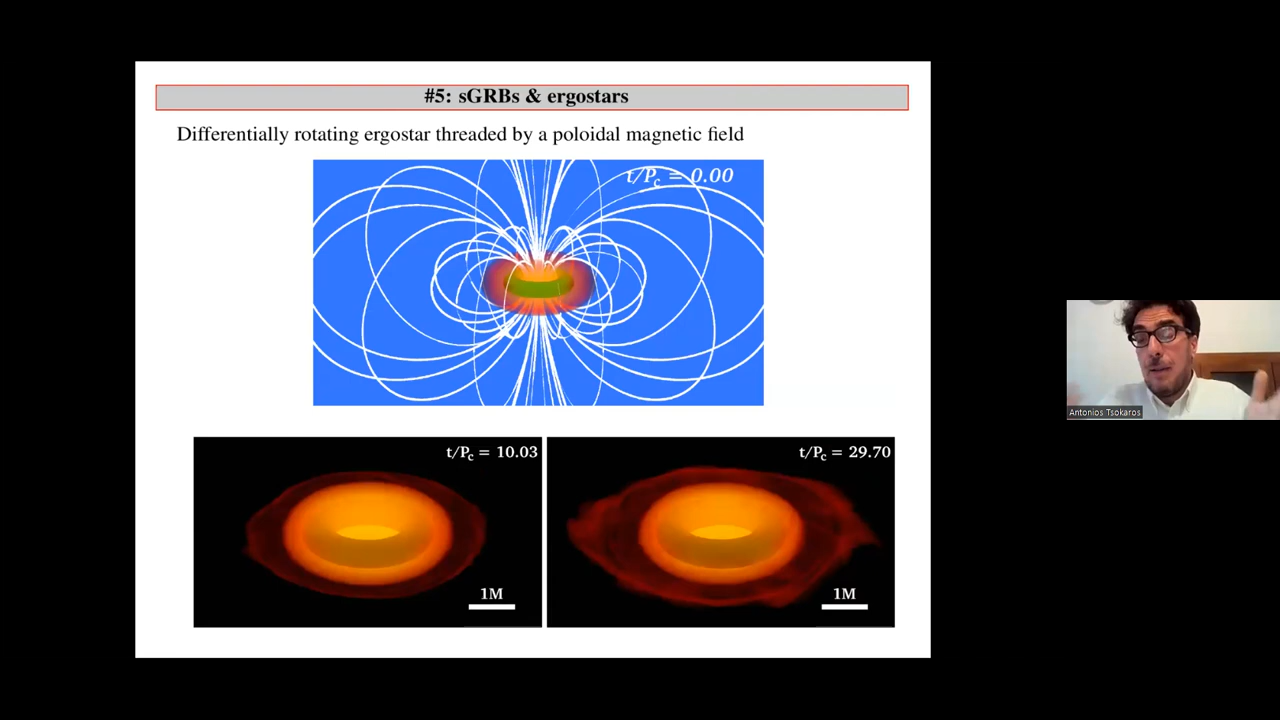 #5: sGRBs & ergostars
Differentially rotating ergostar threaded by a poloidal magnetic field
t/Pc = 0.00
t/Pc = 10.03
t/Pc = 29.70
1M
1M
Antonios Tsokaros